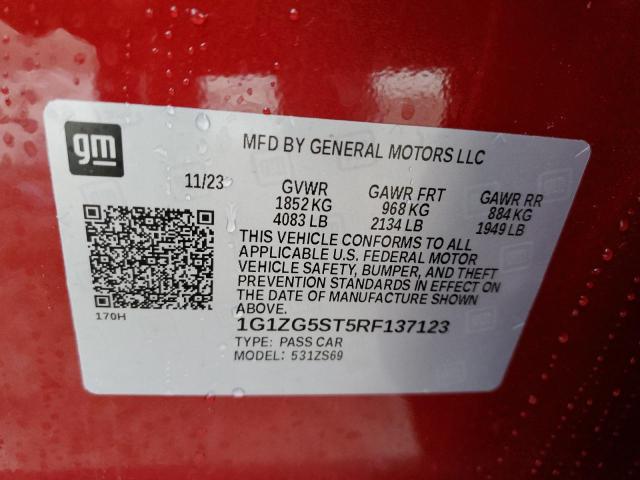 gm
MFD BY GENERAL MOTORS LLC
11/23 GVWR GAWR FRT GAWR RR
1852 KG 968 KG 884 KG
4083 LB 2134 LB 1949 LB
THIS VEHICLE CONFORMS TO ALL
APPLICABLE U.S. FEDERAL MOTOR
VEHICLE SAFETY, BUMPER, AND THEFT
PREVENTION STANDARDS IN EFFECT ON
THE DATE OF MANUFACTURE SHOWN
ABOVE.
170H
1G1ZG5ST5RF137123
TYPE: PASS CAR
MODEL: 531ZS69